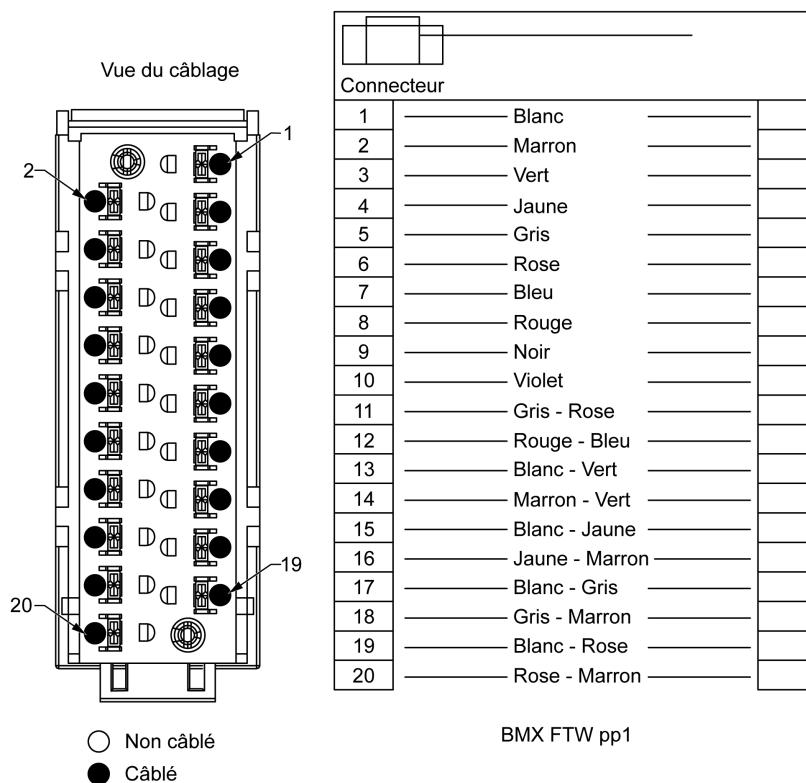 Vue du câblage
1
2
19
20
Non câblé
Câblé
Connecteur
1 Blanc
2 Marron
3 Vert
4 Jaune
5 Gris
6 Rose
7 Bleu
8 Rouge
9 Noir
10 Violet
11 Gris - Rose
12 Rouge - Bleu
13 Blanc - Vert
14 Marron - Vert
15 Blanc - Jaune
16 Jaune - Marron
17 Blanc - Gris
18 Gris - Marron
19 Blanc - Rose
20 Rose - Marron
BMX FTW pp1